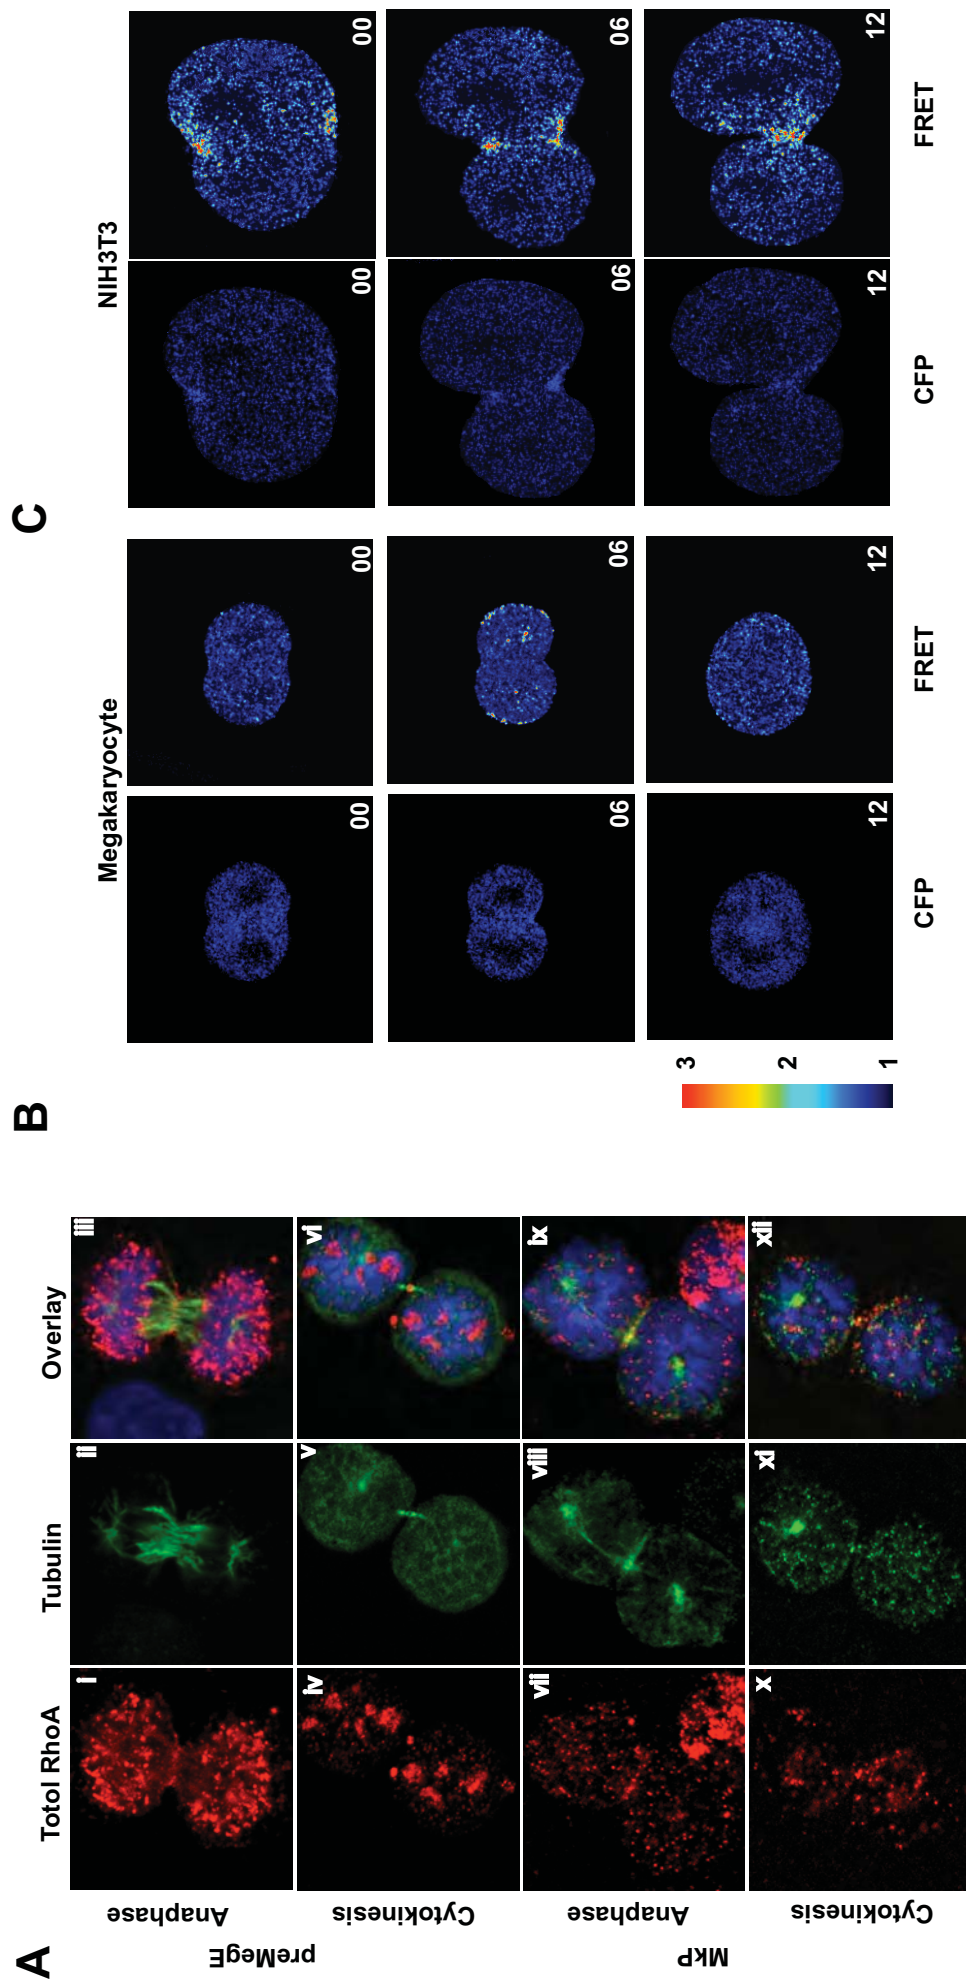 A
Totol RhoA
Tubulin
Overlay
preMegE
Anaphase
i
ii
iii
Cytokinesis
iv
v
vi
MkP
Anaphase
vii
viii
ix
Cytokinesis
x
xi
xii
B
Megakaryocyte
00
00
06
06
12
12
CFP
FRET
3
2
1
C
NIH3T3
00
00
06
06
12
12
CFP
FRET